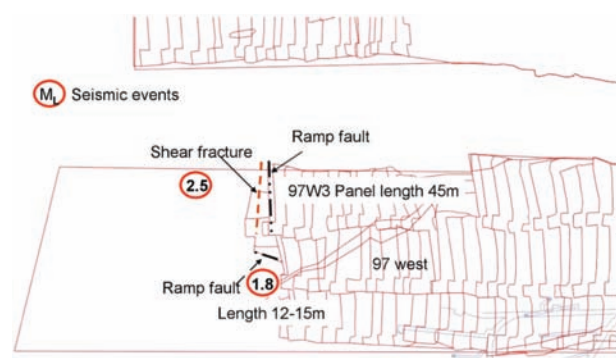 M_L Seismic events
Ramp fault
Shear fracture
2.5
97W3 Panel length 45m
97 west
Ramp fault
1.8
Length 12-15m